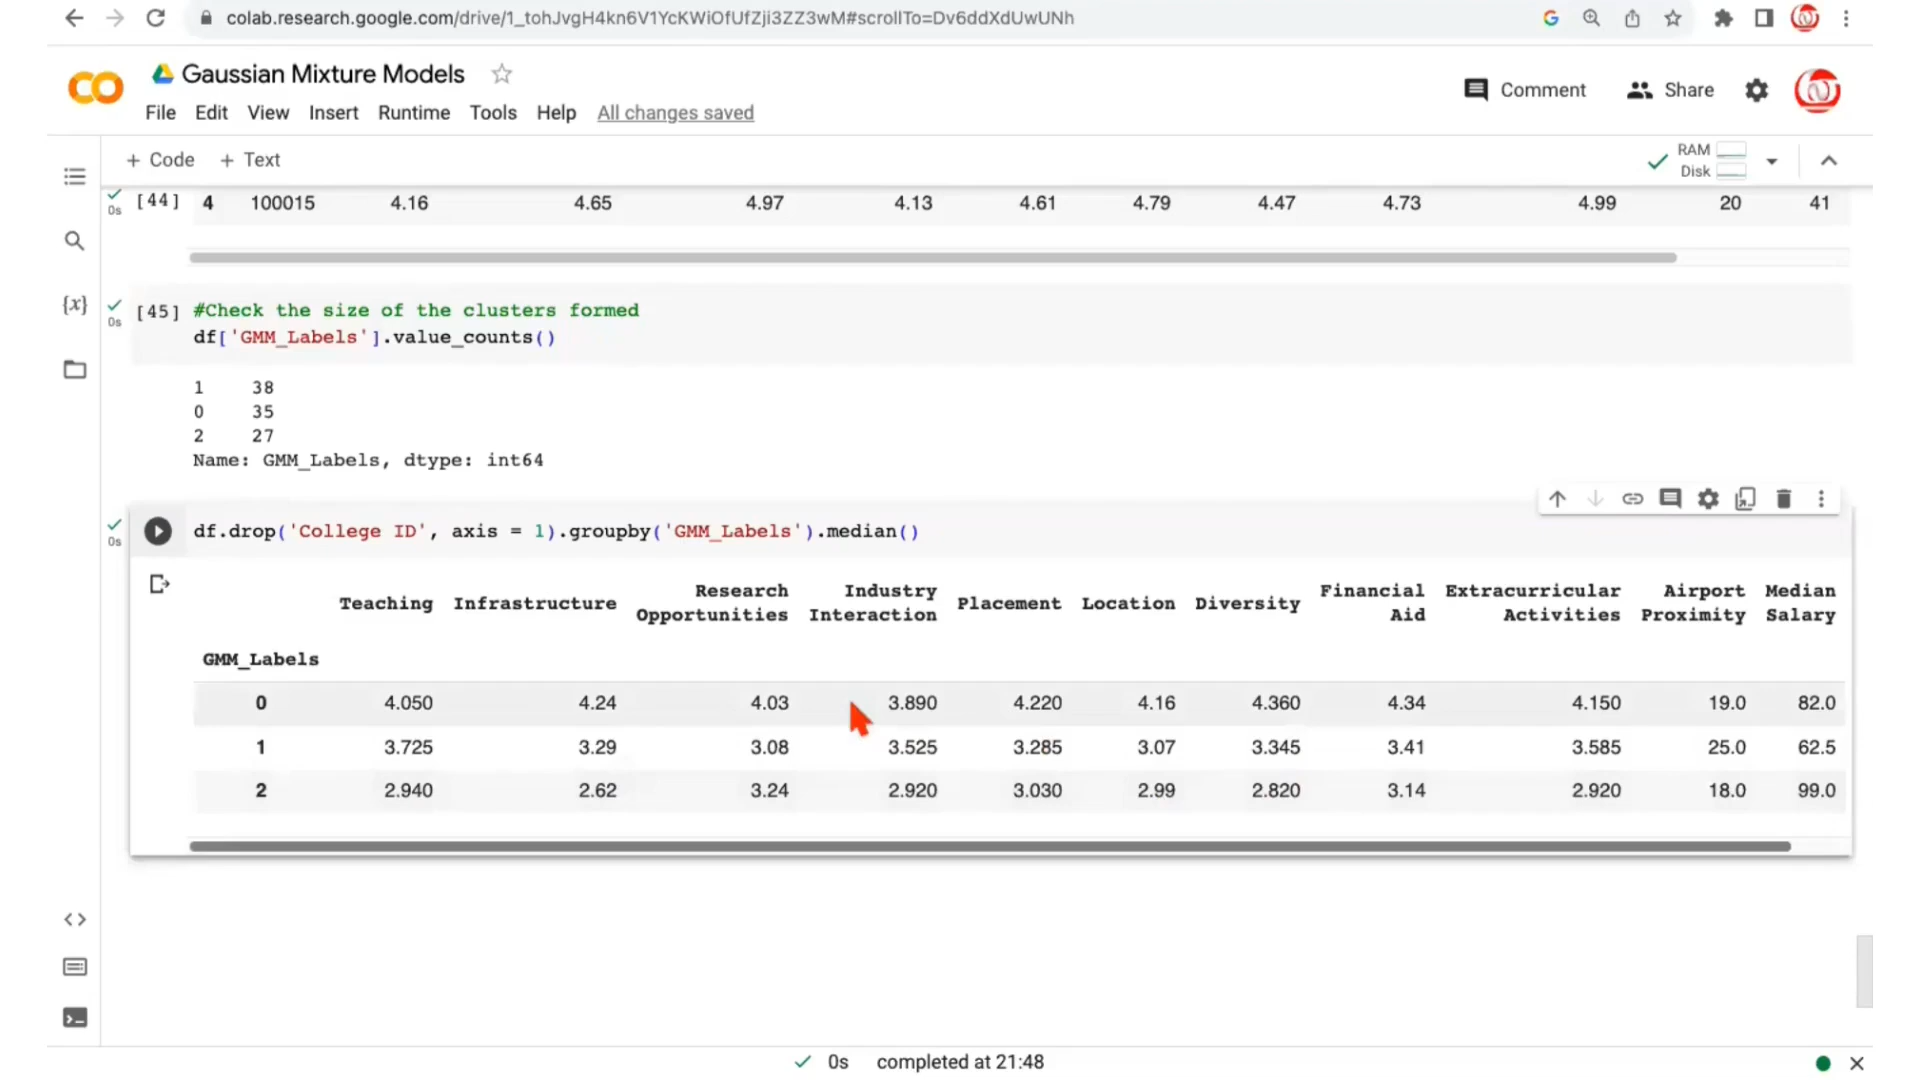 colab.research.google.com/drive/1_tohJvgH4kn6V1YcKWiOfUfZji3ZZ3wM#scrollTo=Dv6ddXdUwUNh
CO Gaussian Mixture Models
Comment Share
File Edit View Insert Runtime Tools Help All changes saved
+ Code + Text
RAM
Disk
0s [44] 4 100015 4.16 4.65 4.97 4.13 4.61 4.79 4.47 4.73 4.99 20 41
{x}
0s [45] #Check the size of the clusters formed
df['GMM_Labels'].value_counts()
1 38
0 35
2 27
Name: GMM_Labels, dtype: int64
0s df.drop('College ID', axis = 1).groupby('GMM_Labels').median()
Teaching Infrastructure Research Opportunities Industry Interaction Placement Location Diversity Financial Aid Extracurricular Activities Airport Proximity Median Salary
GMM_Labels
0 4.050 4.24 4.03 3.890 4.220 4.16 4.360 4.34 4.150 19.0 82.0
1 3.725 3.29 3.08 3.525 3.285 3.07 3.345 3.41 3.585 25.0 62.5
2 2.940 2.62 3.24 2.920 3.030 2.99 2.820 3.14 2.920 18.0 99.0
0s completed at 21:48